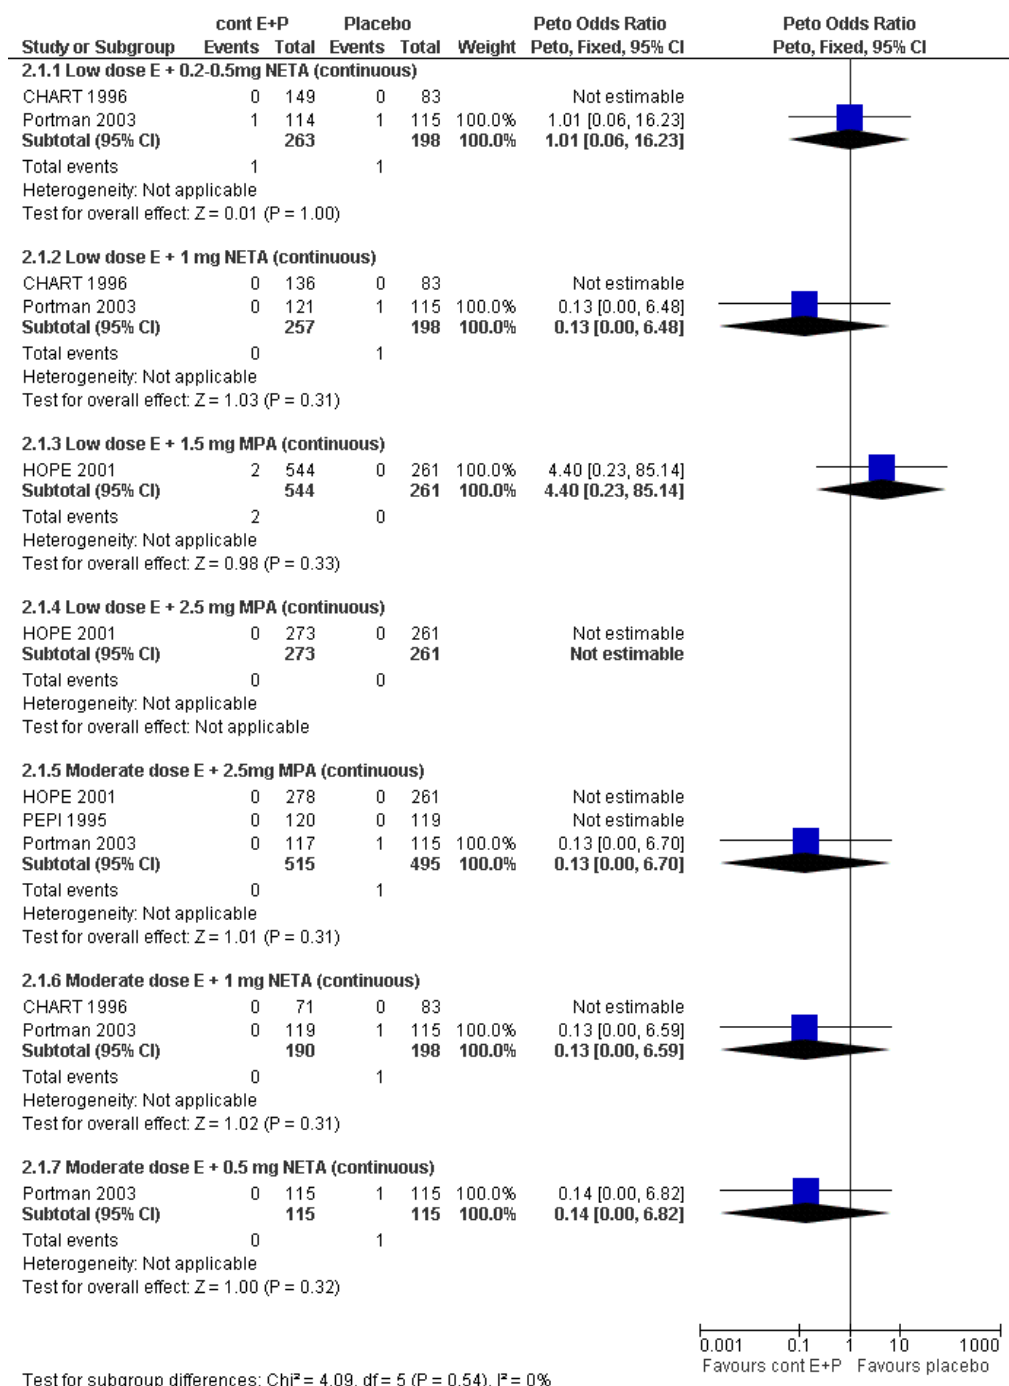 cont E+P Placebo Peto Odds Ratio Peto Odds Ratio
Study or Subgroup Events Total Events Total Weight Peto, Fixed, 95% CI Peto, Fixed, 95% CI
2.1.1 Low dose E + 0.2-0.5mg NETA (continuous)
CHART 1996 0 149 0 83 Not estimable
Portman 2003 1 114 1 115 100.0% 1.01 [0.06, 16.23]
Subtotal (95% CI) 263 198 100.0% 1.01 [0.06, 16.23]
Total events 1 1
Heterogeneity: Not applicable
Test for overall effect: Z = 0.01 (P = 1.00)
2.1.2 Low dose E + 1 mg NETA (continuous)
CHART 1996 0 136 0 83 Not estimable
Portman 2003 0 121 1 115 100.0% 0.13 [0.00, 6.48]
Subtotal (95% CI) 257 198 100.0% 0.13 [0.00, 6.48]
Total events 0 1
Heterogeneity: Not applicable
Test for overall effect: Z = 1.03 (P = 0.31)
2.1.3 Low dose E + 1.5 mg MPA (continuous)
HOPE 2001 2 544 0 261 100.0% 4.40 [0.23, 85.14]
Subtotal (95% CI) 544 261 100.0% 4.40 [0.23, 85.14]
Total events 2 0
Heterogeneity: Not applicable
Test for overall effect: Z = 0.98 (P = 0.33)
2.1.4 Low dose E + 2.5 mg MPA (continuous)
HOPE 2001 0 273 0 261 Not estimable
Subtotal (95% CI) 273 261 Not estimable
Total events 0 0
Heterogeneity: Not applicable
Test for overall effect: Not applicable
2.1.5 Moderate dose E + 2.5mg MPA (continuous)
HOPE 2001 0 278 0 261 Not estimable
PEPI 1995 0 120 0 119 Not estimable
Portman 2003 0 117 1 115 100.0% 0.13 [0.00, 6.70]
Subtotal (95% CI) 515 495 100.0% 0.13 [0.00, 6.70]
Total events 0 1
Heterogeneity: Not applicable
Test for overall effect: Z = 1.01 (P = 0.31)
2.1.6 Moderate dose E + 1 mg NETA (continuous)
CHART 1996 0 71 0 83 Not estimable
Portman 2003 0 119 1 115 100.0% 0.13 [0.00, 6.59]
Subtotal (95% CI) 190 198 100.0% 0.13 [0.00, 6.59]
Total events 0 1
Heterogeneity: Not applicable
Test for overall effect: Z = 1.02 (P = 0.31)
2.1.7 Moderate dose E + 0.5 mg NETA (continuous)
Portman 2003 0 115 1 115 100.0% 0.14 [0.00, 6.82]
Subtotal (95% CI) 115 115 100.0% 0.14 [0.00, 6.82]
Total events 0 1
Heterogeneity: Not applicable
Test for overall effect: Z = 1.00 (P = 0.32)
0.001 0.1 1 10 1000
Favours cont E+P Favours placebo
Test for subgroup differences: Chi² = 4.09, df = 5 (P = 0.54), I² = 0%